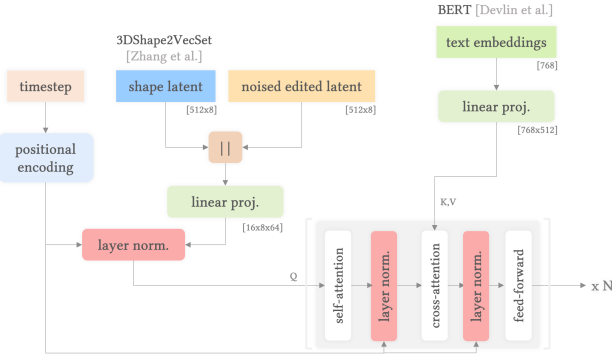 BERT [Devlin et al.]
3DShape2VecSet
[Zhang et al.]
text embeddings
[768]
timestep
shape latent
noised edited latent
[512x8]
[512x8]
linear proj.
[768x512]
positional
encoding
||
linear proj.
[16x8x64]
K,V
layer norm.
Q
self-attention
layer norm.
cross-attention
layer norm.
feed-forward
x N